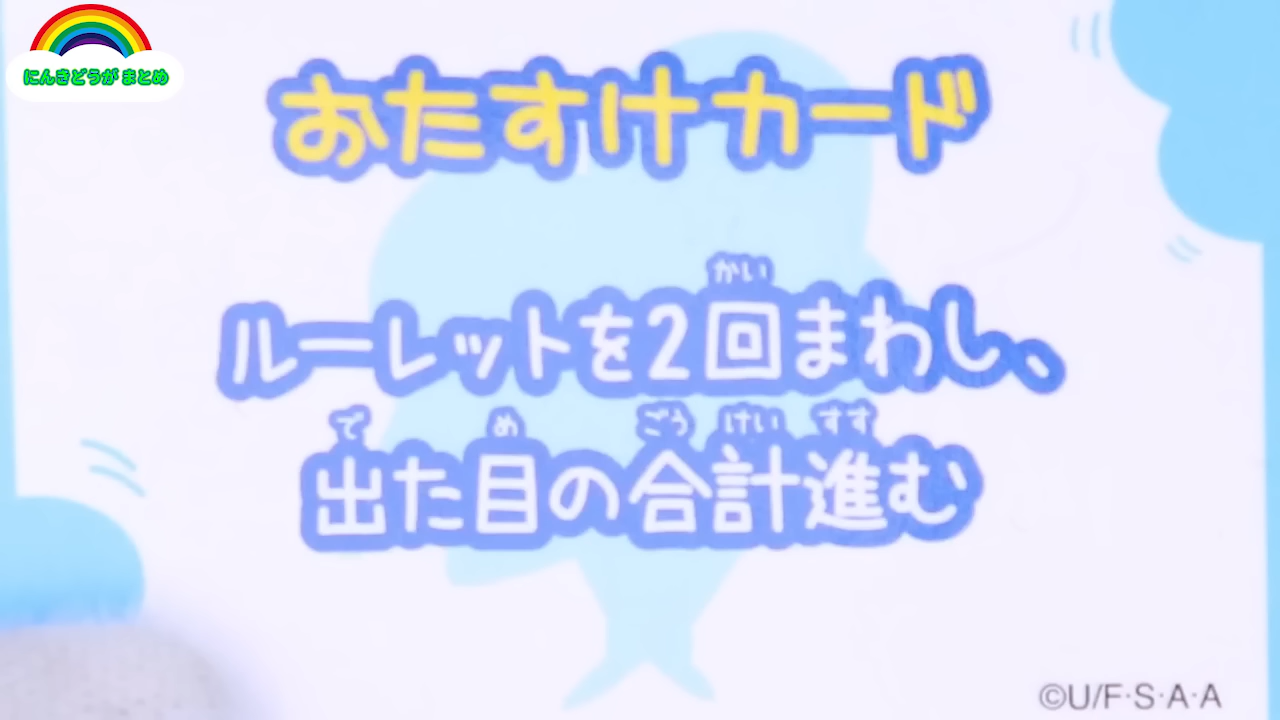 にんきどうが まとめ
おたすけカード
かい
ルーレットを2回まわし、
で め ごう けい すす
出た目の合計進む
©U/F·S·A·A